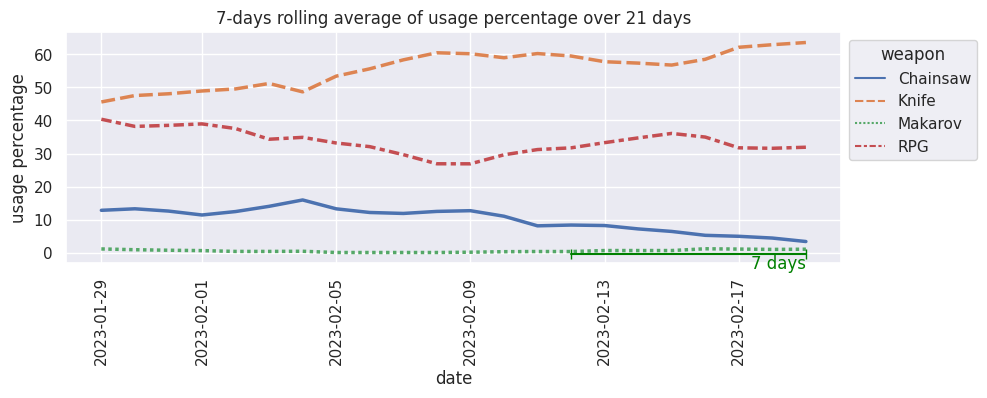 7-days rolling average of usage percentage over 21 days
usage percentage
60
50
40
30
20
10
0
7 days
2023-01-29
2023-02-01
2023-02-05
2023-02-09
2023-02-13
2023-02-17
date
weapon
Chainsaw
Knife
Makarov
RPG